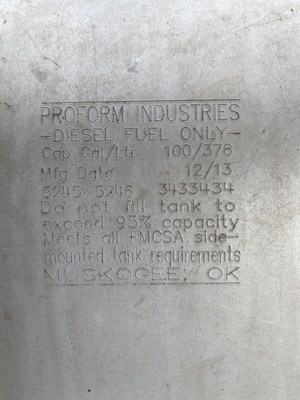 PROFORM INDUSTRIES
-DIESEL FUEL ONLY-
Cap Gal/Ltr 100/378
Mfg Date 12/13
5245-5246 3433434
Do not fill tank to
exceed 95% capacity
Meets all FMCSA side-
mounted tank requirements
MUSKOGEE, OK